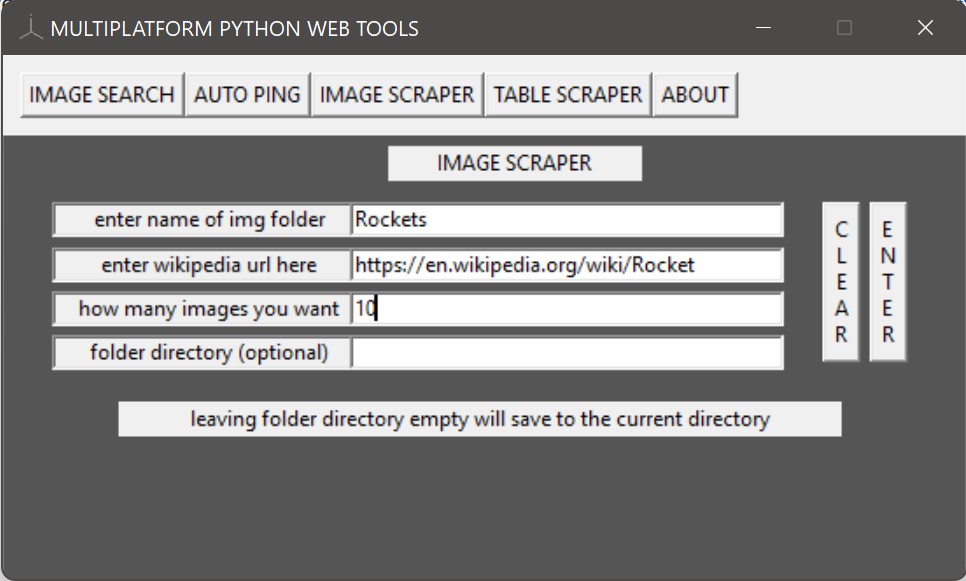 MULTIPLATFORM PYTHON WEB TOOLS
IMAGE SEARCH AUTO PING IMAGE SCRAPER TABLE SCRAPER ABOUT
IMAGE SCRAPER
enter name of img folder Rockets
enter wikipedia url here https://en.wikipedia.org/wiki/Rocket
how many images you want 10
folder directory (optional)
CLEAR
ENTER
leaving folder directory empty will save to the current directory